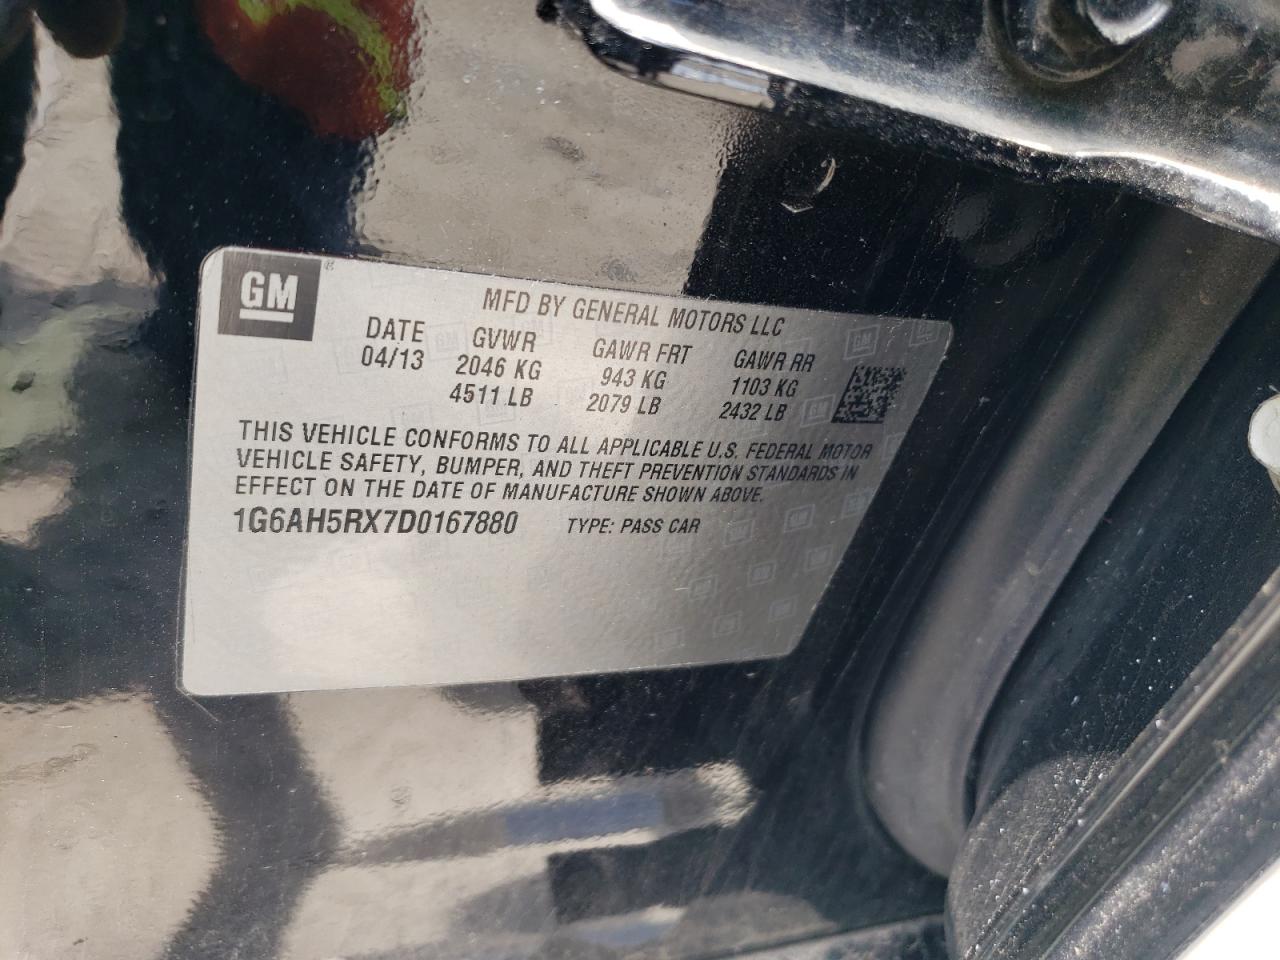 GM
MFD BY GENERAL MOTORS LLC
DATE GVWR GAWR FRT GAWR RR
04/13 2046 KG 943 KG 1103 KG
4511 LB 2079 LB 2432 LB
THIS VEHICLE CONFORMS TO ALL APPLICABLE U.S. FEDERAL MOTOR
VEHICLE SAFETY, BUMPER, AND THEFT PREVENTION STANDARDS IN
EFFECT ON THE DATE OF MANUFACTURE SHOWN ABOVE.
1G6AH5RX7D0167880 TYPE: PASS CAR